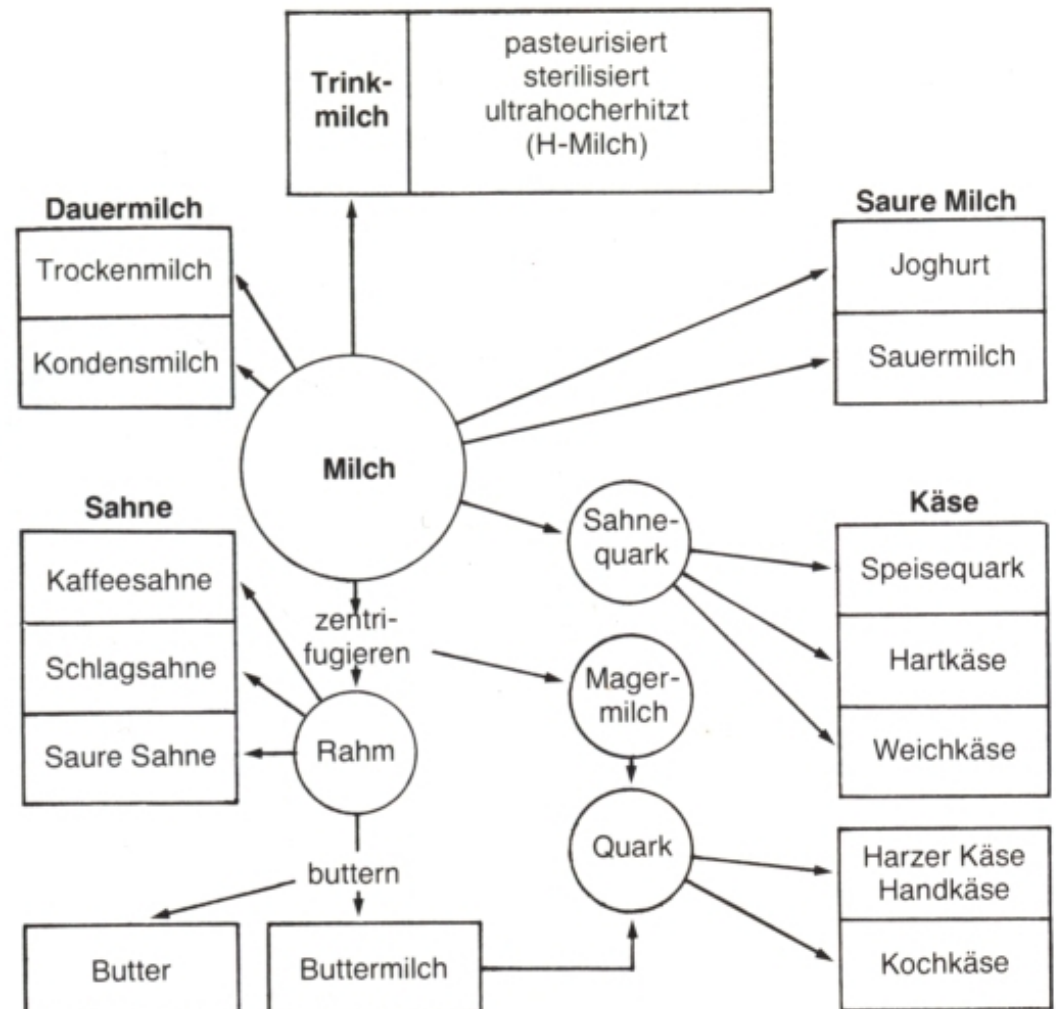 Trink-
milch
pasteurisiert
sterilisiert
ultrahocherhitzt
(H-Milch)
Dauermilch
Trockenmilch
Kondensmilch
Saure Milch
Joghurt
Sauermilch
Milch
Sahne
Kaffeesahne
Schlagsahne
Saure Sahne
zentri-
fugieren
Rahm
Sahne-
quark
Mager-
milch
Quark
Käse
Speisequark
Hartkäse
Weichkäse
Harzer Käse
Handkäse
Kochkäse
buttern
Butter
Buttermilch